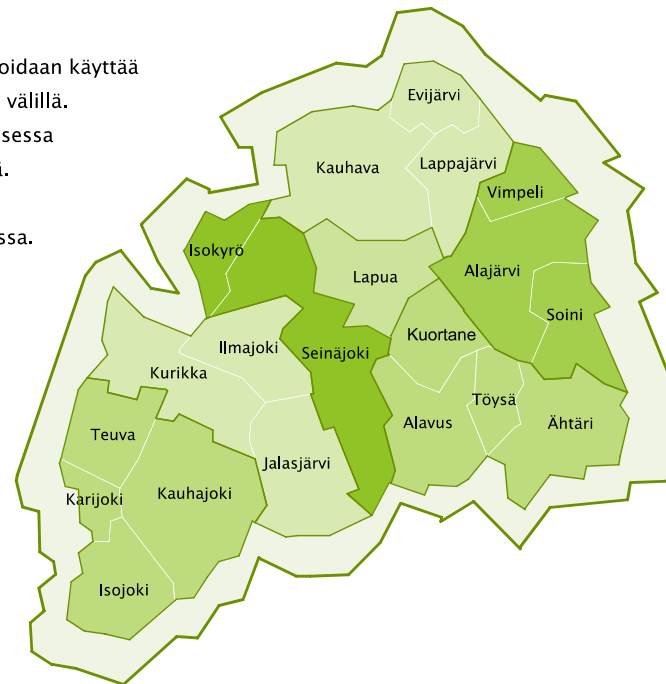 oidaan käyttää
välillä.
sessa
ssa.
Evijärvi
Kauhava
Lappajärvi
Vimpeli
Isokyrö
Lapua
Alajärvi
Soini
Kuortane
Ilmajoki
Seinäjoki
Kurikka
Töysä
Alavus
Ähtäri
Teuva
Jalasjärvi
Kauhajoki
Karijoki
Isojoki